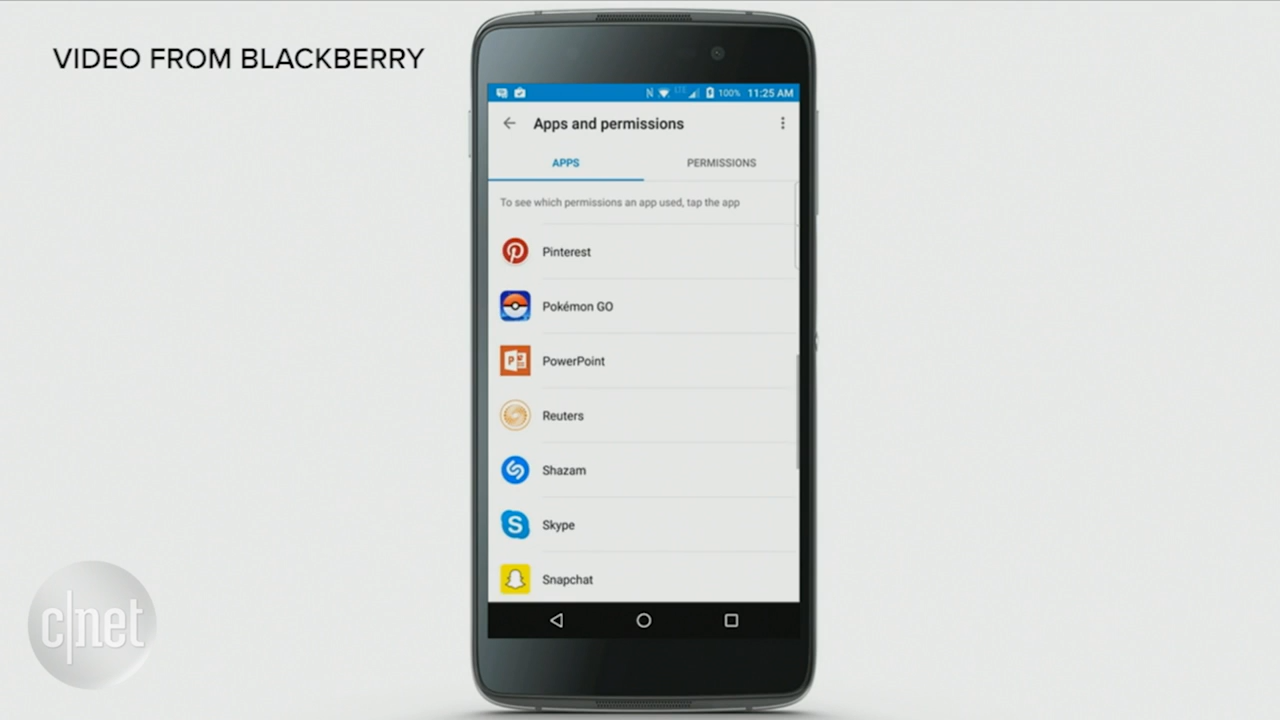 VIDEO FROM BLACKBERRY
N LTE 100% 11:25 AM
Apps and permissions
APPS PERMISSIONS
To see which permissions an app used, tap the app
Pinterest
Pokémon GO
PowerPoint
Reuters
Shazam
Skype
Snapchat
c|net